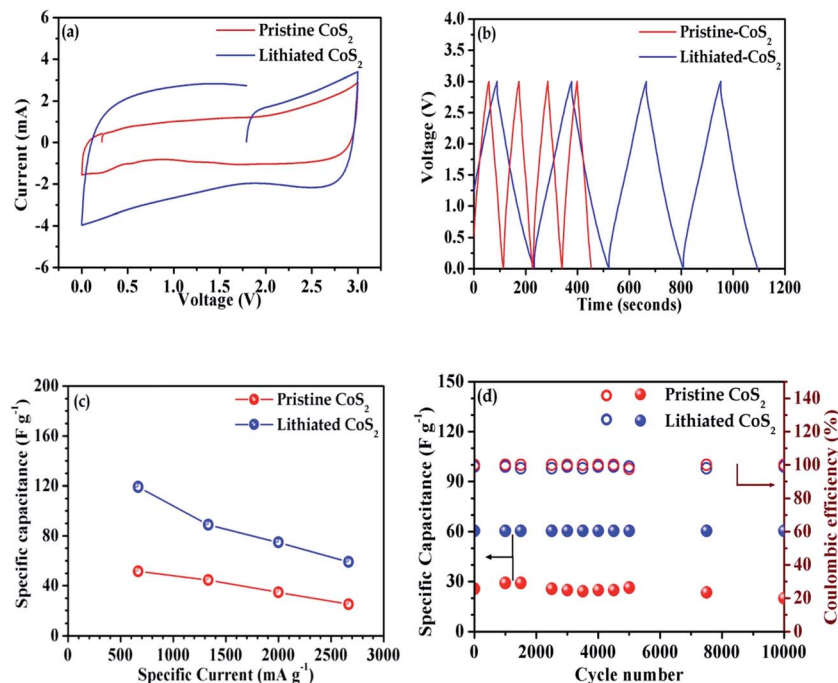 (a)
Pristine CoS2
Lithiated CoS2
Current (mA)
6
4
2
0
-2
-4
-6
0.0 0.5 1.0 1.5 2.0 2.5 3.0
Voltage (V)
(b)
Pristine-CoS2
Lithiated-CoS2
Voltage (V)
4.0
3.5
3.0
2.5
2.0
1.5
1.0
0.5
0.0
0 200 400 600 800 1000 1200
Time (seconds)
(c)
Pristine CoS2
Lithiated CoS2
Specific capacitance (F g-1)
200
160
120
80
40
0
0 500 1000 1500 2000 2500 3000
Specific Current (mA g-1)
(d)
Pristine CoS2
Lithiated CoS2
Specific Capacitance (F g-1)
150
120
90
60
30
0
0 2000 4000 6000 8000 10000
Cycle number
140
120
100
80
60
40
20
0
Coulombic efficiency (%)